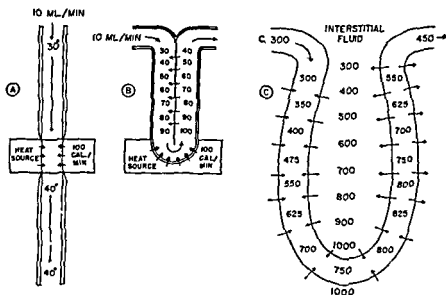 10 ML/MIN
30°
A
HEAT SOURCE
100 CAL./ MIN
40°
40°
10 ML/MIN
B
30 40
40 50
50 60
60 70
70 80
80 90
90 100
HEAT SOURCE
100 CAL/ MIN
C
C. 300
INTERSTITIAL FLUID
450
300 300 550
350 400 625
400 500 700
475 600 750
550 700 800
625 800 825
700 900 800
1000
750
1000